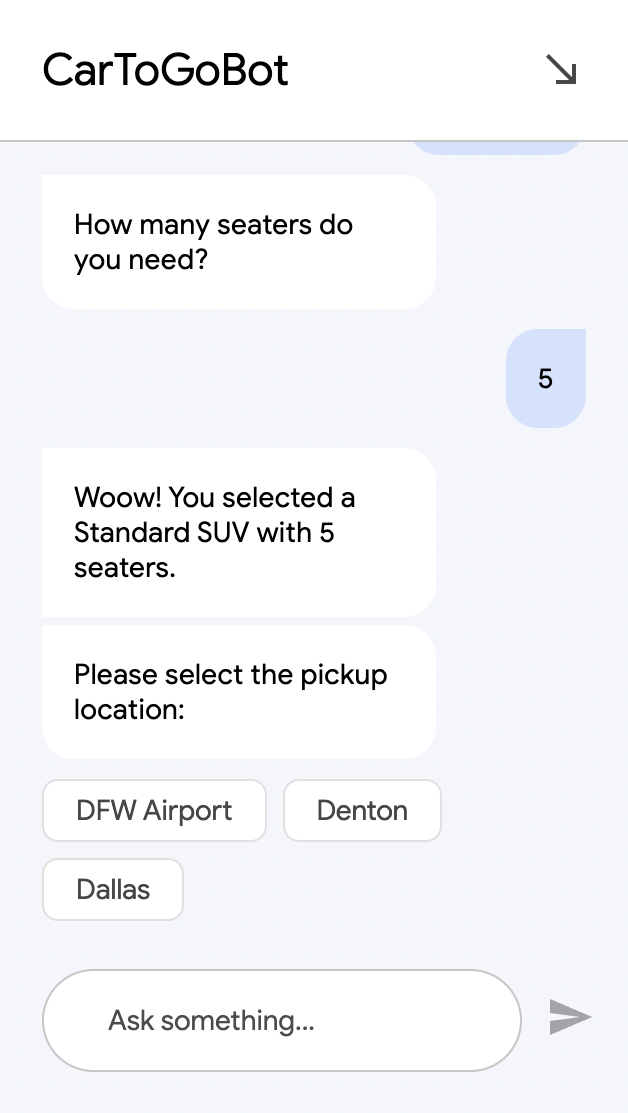 CarToGoBot
How many seaters do
you need?
5
Woow! You selected a
Standard SUV with 5
seaters.
Please select the pickup
location:
DFW Airport
Denton
Dallas
Ask something...